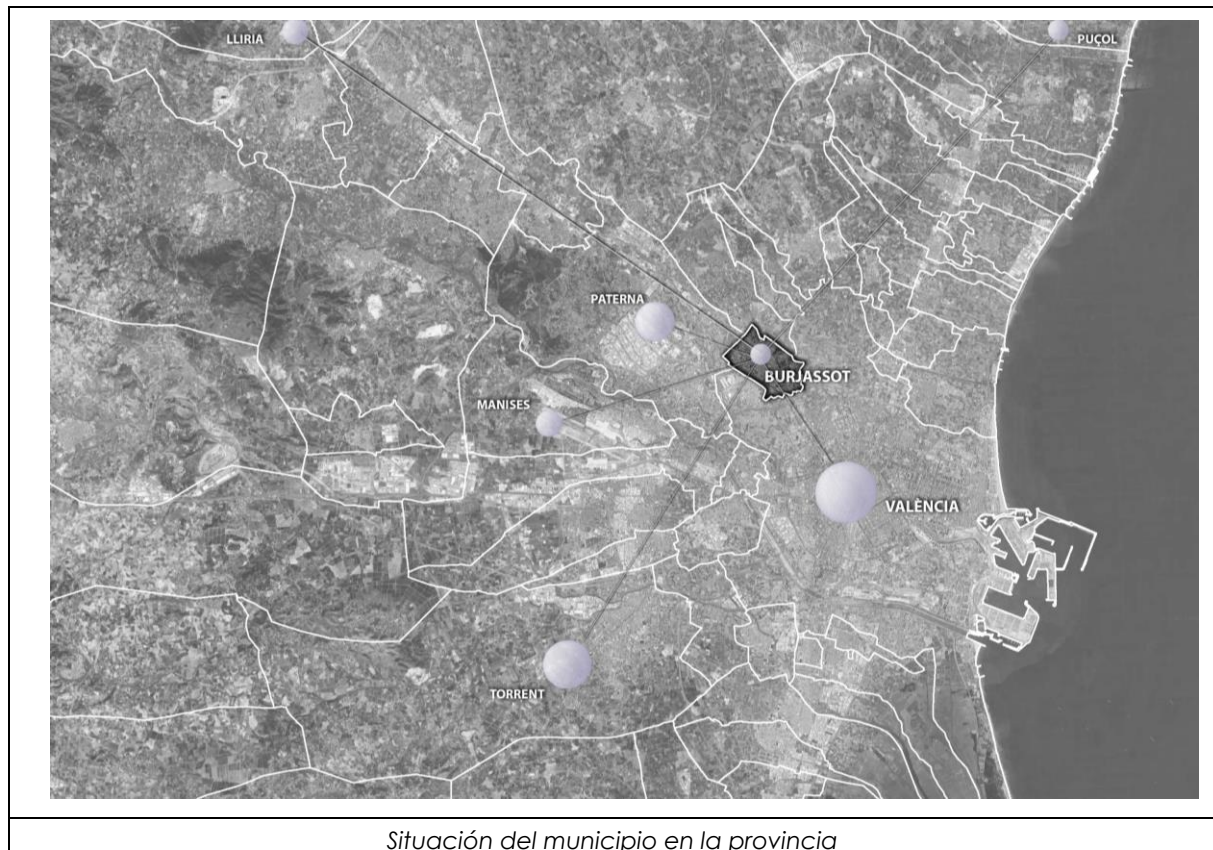 LLIRIA
PUÇOL
PATERNA
BURJASSOT
MANISES
VALÈNCIA
TORRENT
Situación del municipio en la provincia